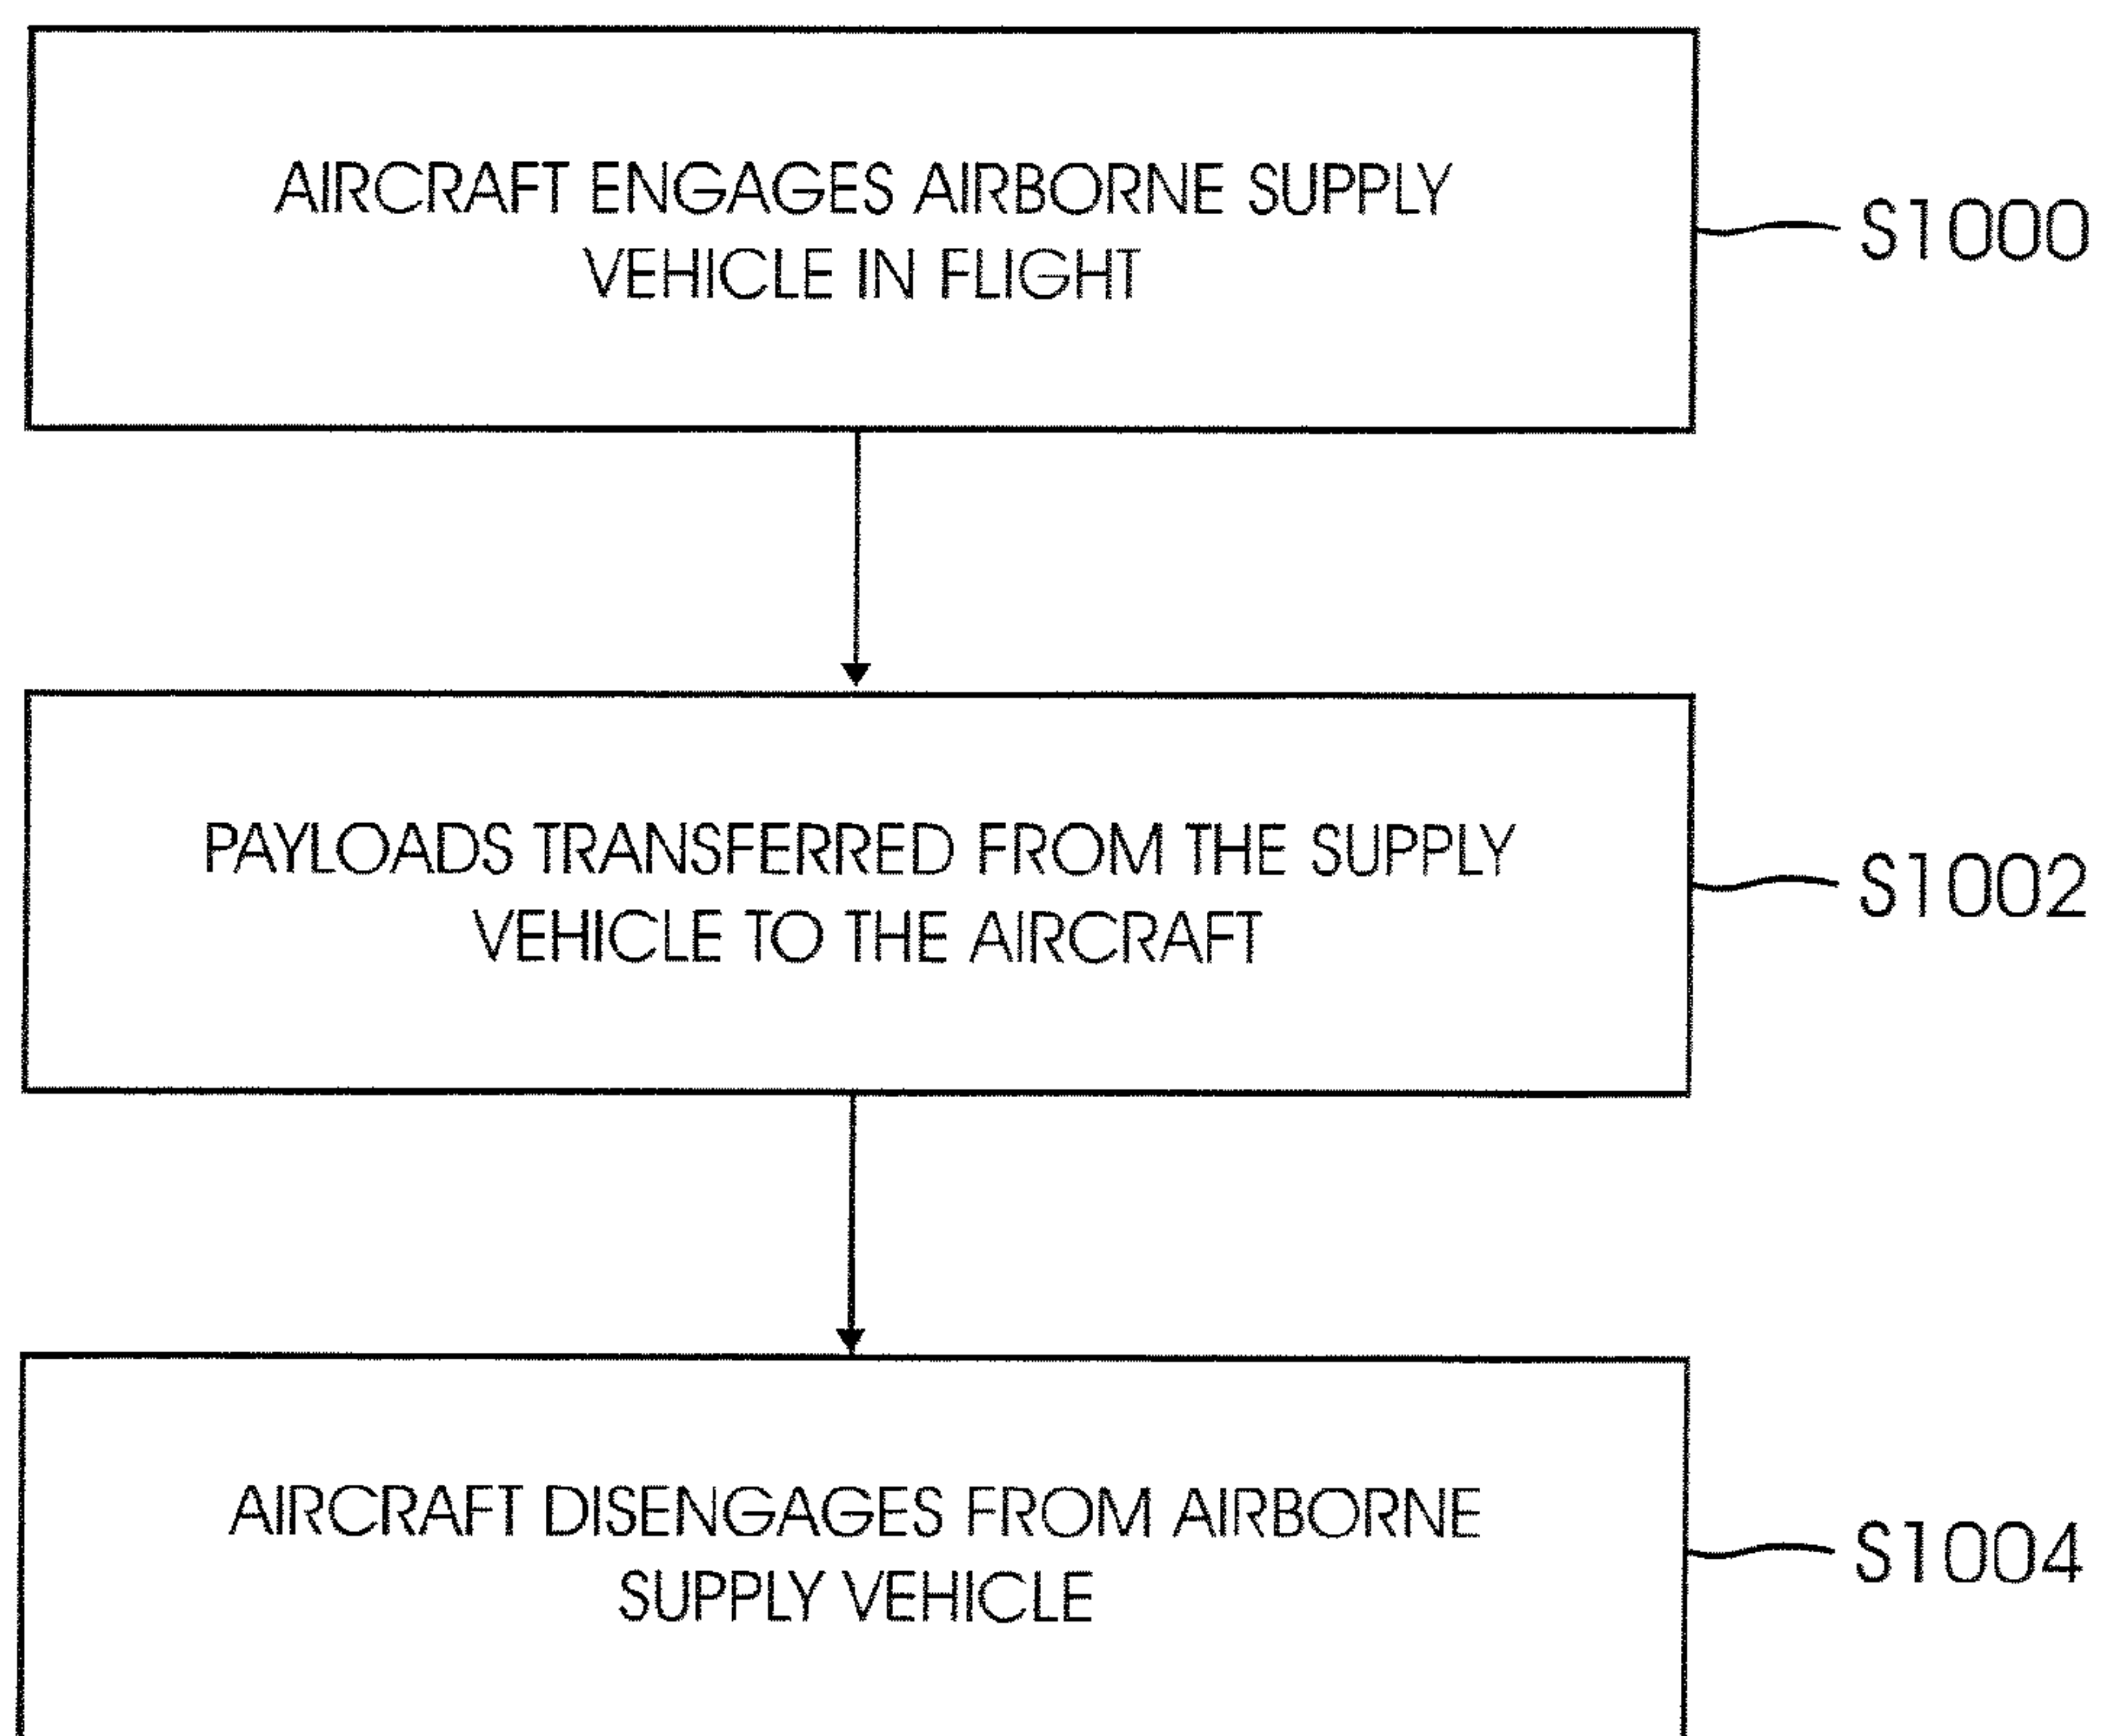 AIRCRAFT ENGAGES AIRBORNE SUPPLY
VEHICLE IN FLIGHT
S1000
PAYLOADS TRANSFERRED FROM THE SUPPLY
VEHICLE TO THE AIRCRAFT
S1002
AIRCRAFT DISENGAGES FROM AIRBORNE
SUPPLY VEHICLE
S1004